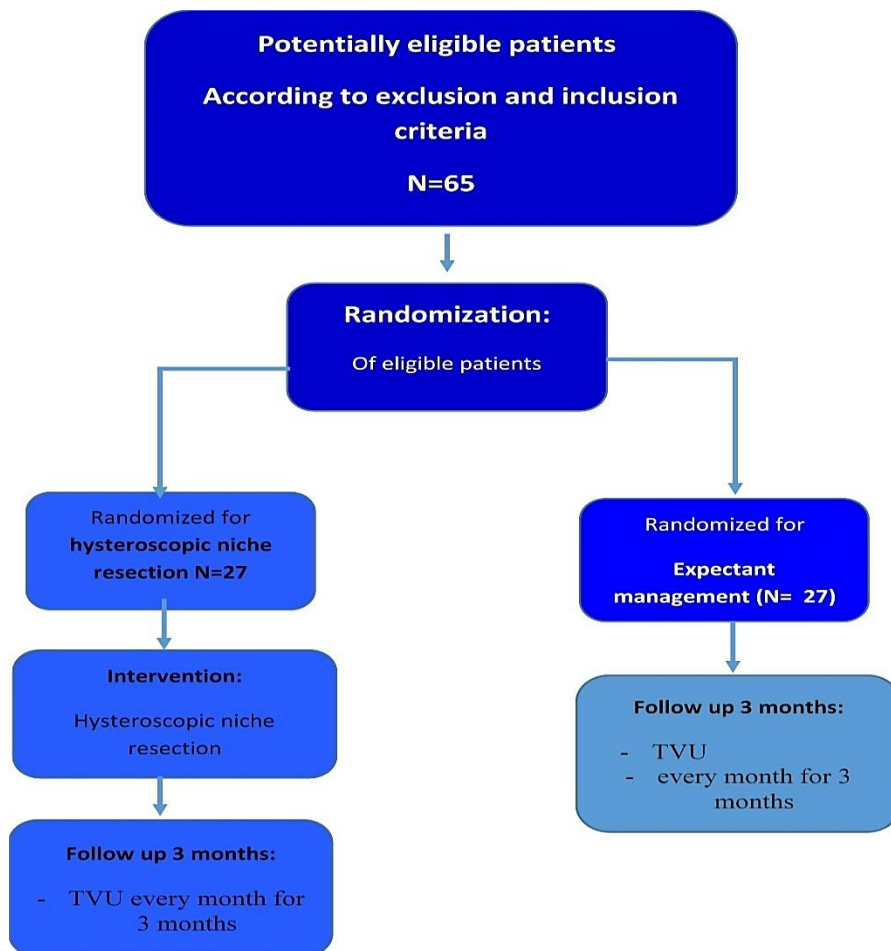 Potentially eligible patients
According to exclusion and inclusion
criteria
N=65
Randomization:
Of eligible patients
Randomized for
hysteroscopic niche
resection N=27
Intervention:
Hysteroscopic niche
resection
Follow up 3 months:
- TVU every month for
3 months
Randomized for
Expectant
management (N= 27)
Follow up 3 months:
- TVU
- every month for 3
months